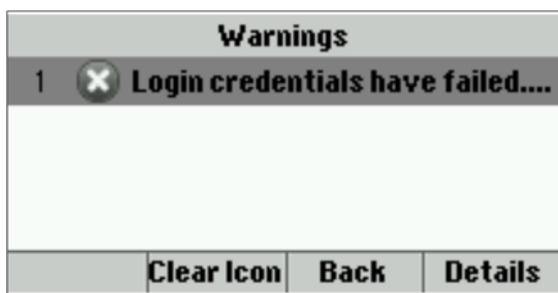 Warnings
1 Login credentials have failed....
Clear Icon Back Details